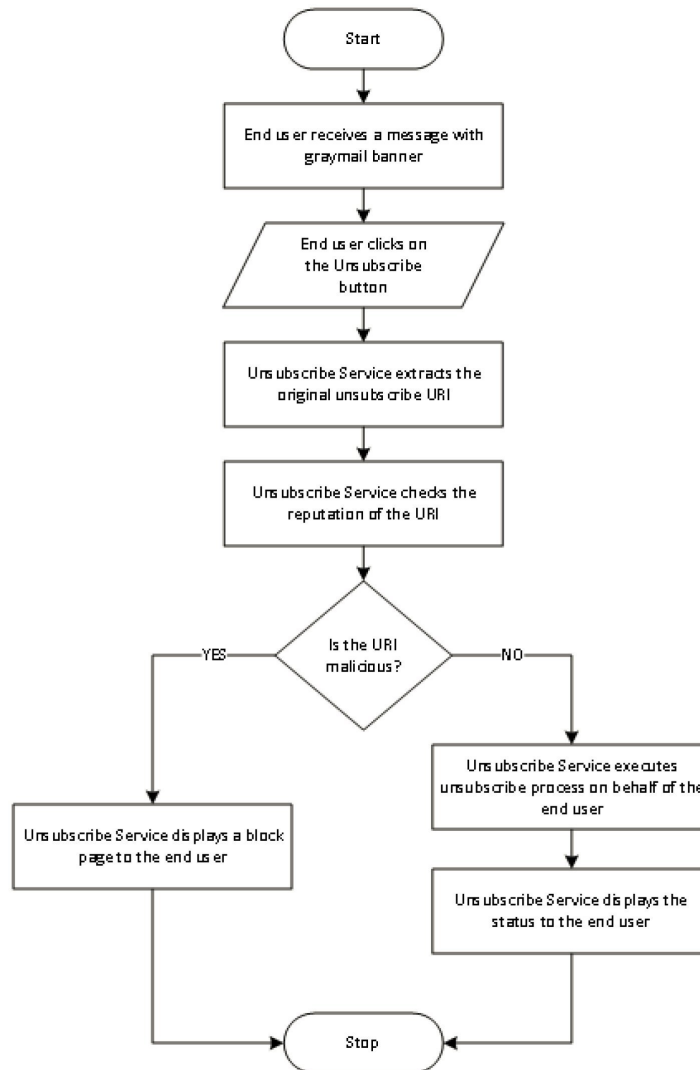 Start
End user receives a message with
graymail banner
End user clicks on
the Unsubscribe
button
Unsubscribe Service extracts the
original unsubscribe URI
Unsubscribe Service checks the
reputation of the URI
Is the URI
malicious?
YES
NO
Unsubscribe Service executes
unsubscribe process on behalf of the
end user
Unsubscribe Service displays a block
page to the end user
Unsubscribe Service displays the
status to the end user
Stop